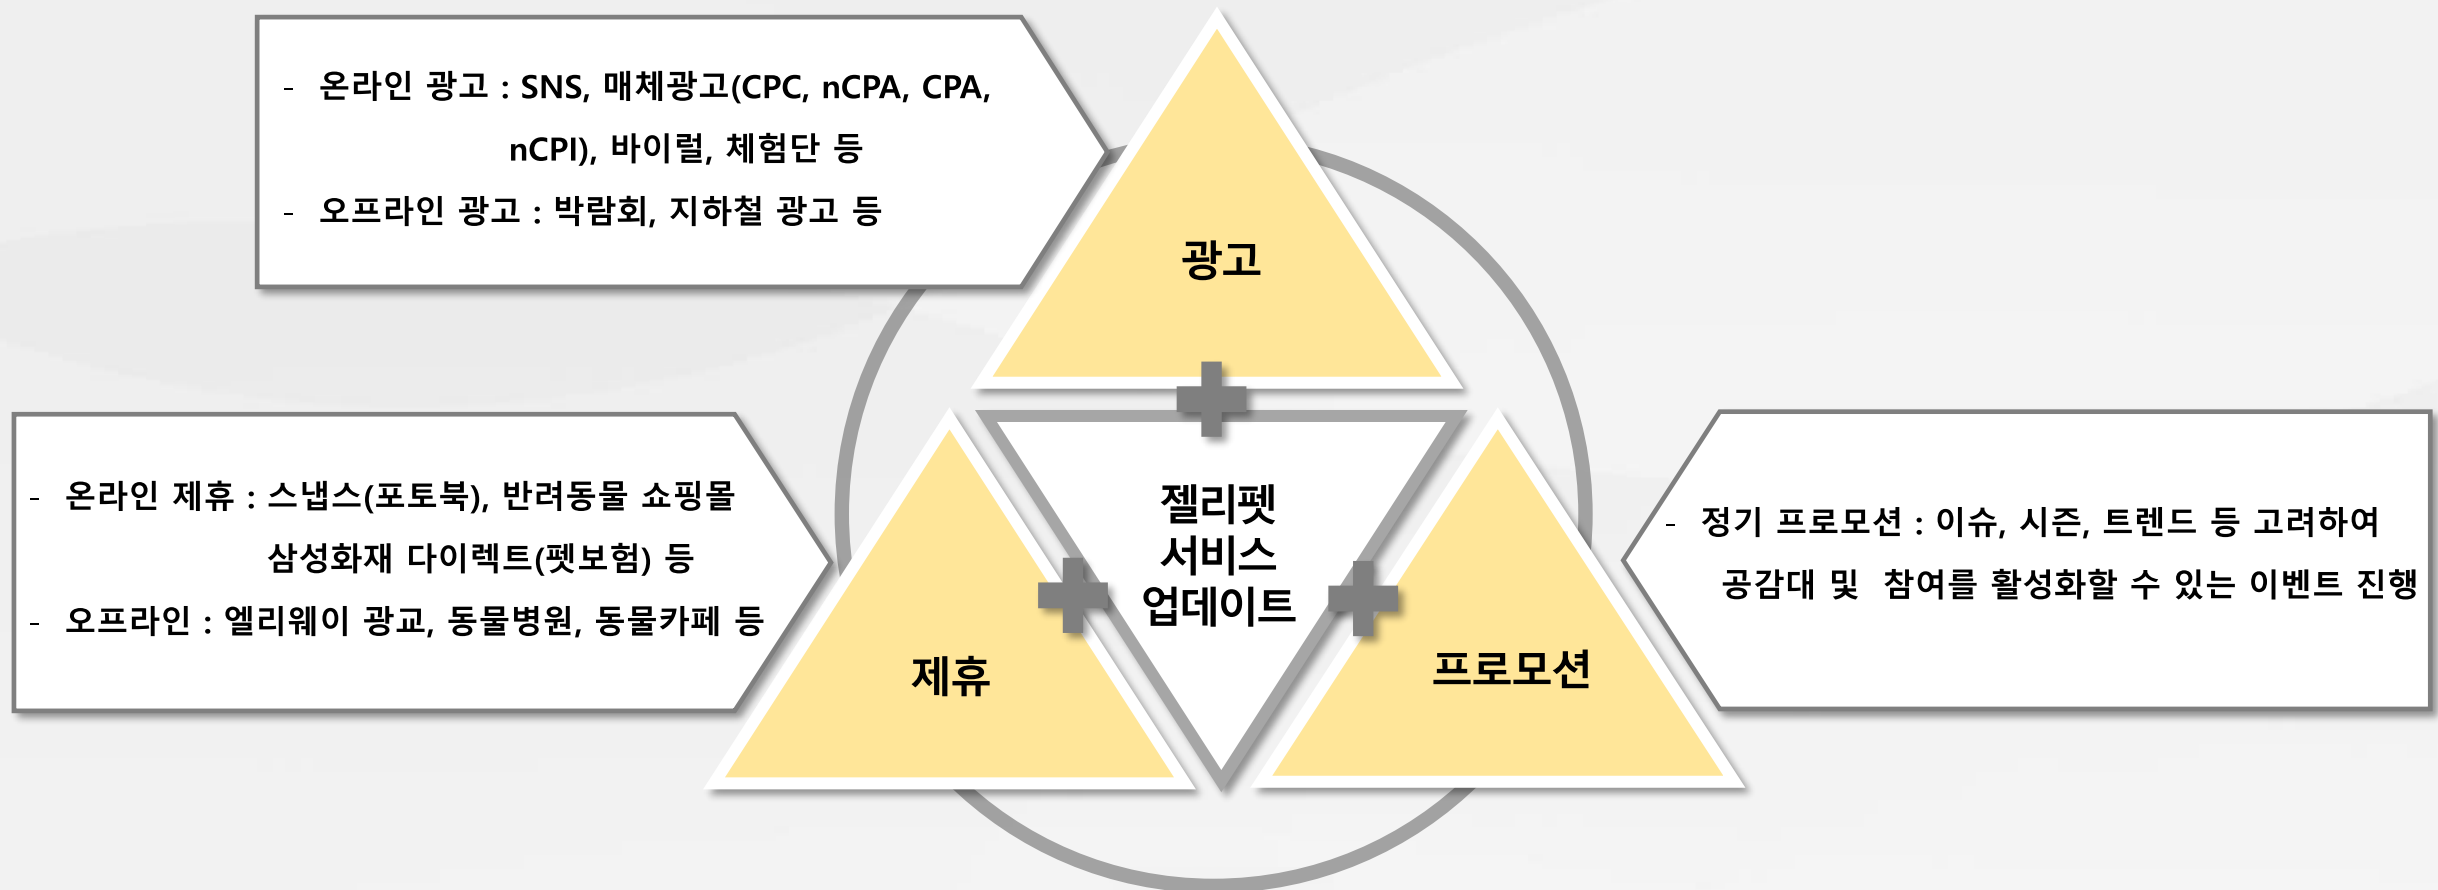 - 온라인 광고 : SNS, 매체광고(CPC, nCPA, CPA,
nCPI), 바이럴, 체험단 등
- 오프라인 광고 : 박람회, 지하철 광고 등
광고
- 온라인 제휴 : 스냅스(포토북), 반려동물 쇼핑몰
삼성화재 다이렉트(펫보험) 등
- 오프라인 : 엘리웨이 광교, 동물병원, 동물카페 등
제휴
젤리펫
서비스
업데이트
프로모션
- 정기 프로모션 : 이슈, 시즌, 트렌드 등 고려하여
공감대 및 참여를 활성화할 수 있는 이벤트 진행